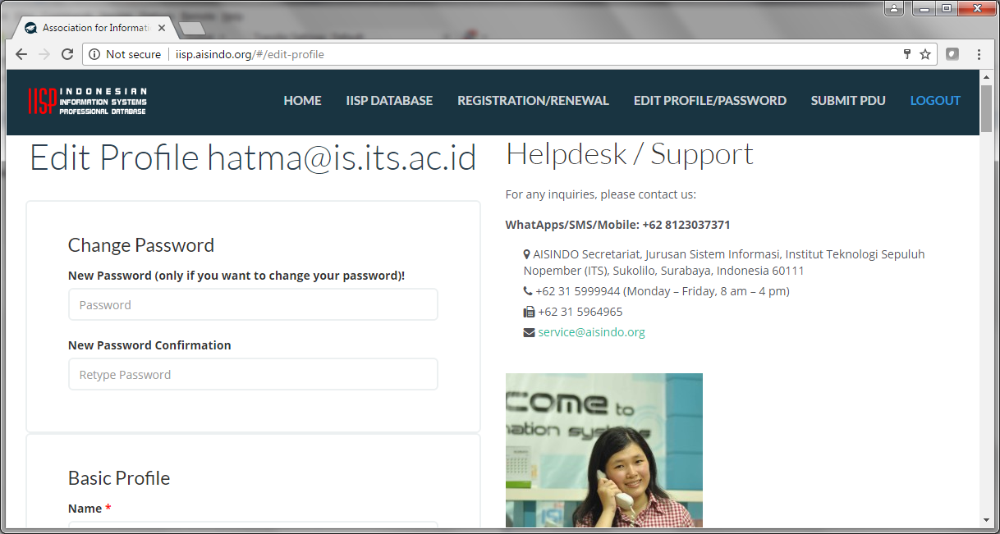 Association for Informati
Not secure
iisp.aisindo.org/#/edit-profile
IISP
INDONESIAN
INFORMATION SYSTEMS
PROFESSIONAL DATABASE
HOME
IISP DATABASE
REGISTRATION/RENEWAL
EDIT PROFILE/PASSWORD
SUBMIT PDU
LOGOUT
Edit Profile hatma@is.its.ac.id
Change Password
New Password (only if you want to change your password)!
Password
New Password Confirmation
Retype Password
Basic Profile
Name *
Helpdesk / Support
For any inquiries, please contact us:
WhatApps/SMS/Mobile: +62 8123037371
AISINDO Secretariat, Jurusan Sistem Informasi, Institut Teknologi Sepuluh
Nopember (ITS), Sukolilo, Surabaya, Indonesia 60111
+62 31 5999944 (Monday – Friday, 8 am – 4 pm)
+62 31 5964965
service@aisindo.org
COME to
mation systems